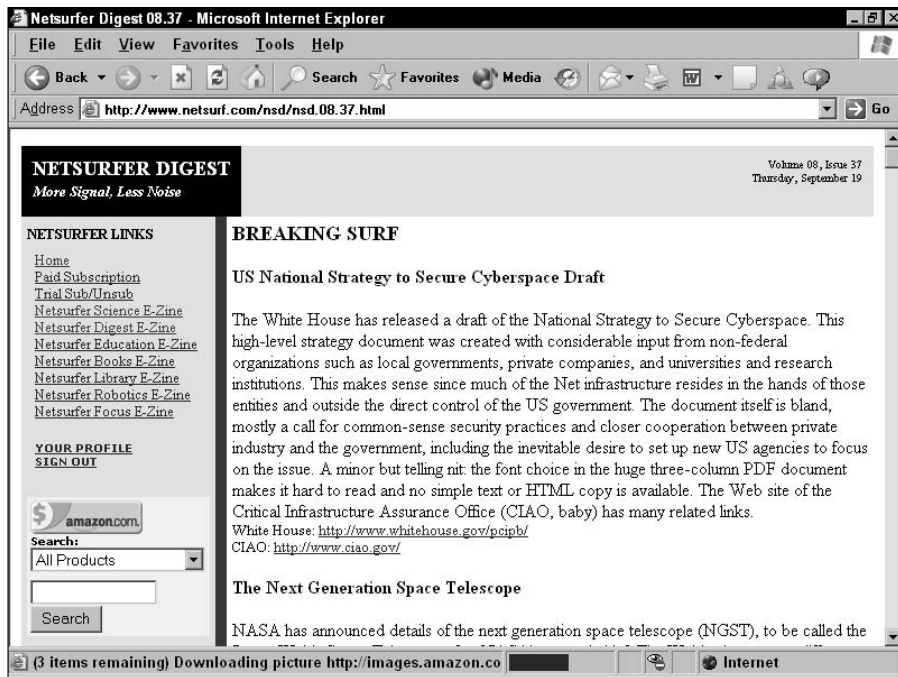 Netsurfer Digest 08.37 - Microsoft Internet Explorer
File Edit View Favorites Tools Help
Back Search Favorites Media
Address http://www.netsurf.com/nsd/nsd.08.37.html Go
NETSURFER DIGEST
More Signal, Less Noise
Volume 08, Issue 37
Thursday, September 19
NETSURFER LINKS
Home
Paid Subscription
Trial Sub/Unsub
Netsurfer Science E-Zine
Netsurfer Digest E-Zine
Netsurfer Education E-Zine
Netsurfer Books E-Zine
Netsurfer Library E-Zine
Netsurfer Robotics E-Zine
Netsurfer Focus E-Zine
YOUR PROFILE
SIGN OUT
amazon.com.
Search:
All Products
Search
BREAKING SURF
US National Strategy to Secure Cyberspace Draft
The White House has released a draft of the National Strategy to Secure Cyberspace. This
high-level strategy document was created with considerable input from non-federal
organizations such as local governments, private companies, and universities and research
institutions. This makes sense since much of the Net infrastructure resides in the hands of those
entities and outside the direct control of the US government. The document itself is bland,
mostly a call for common-sense security practices and closer cooperation between private
industry and the government, including the inevitable desire to set up new US agencies to focus
on the issue. A minor but telling nit: the font choice in the huge three-column PDF document
makes it hard to read and no simple text or HTML copy is available. The Web site of the
Critical Infrastructure Assurance Office (CIAO, baby) has many related links.
White House: http://www.whitehouse.gov/pcipb/
CIAO: http://www.ciao.gov/
The Next Generation Space Telescope
NASA has announced details of the next generation space telescope (NGST), to be called the
(3 items remaining) Downloading picture http://images.amazon.co Internet